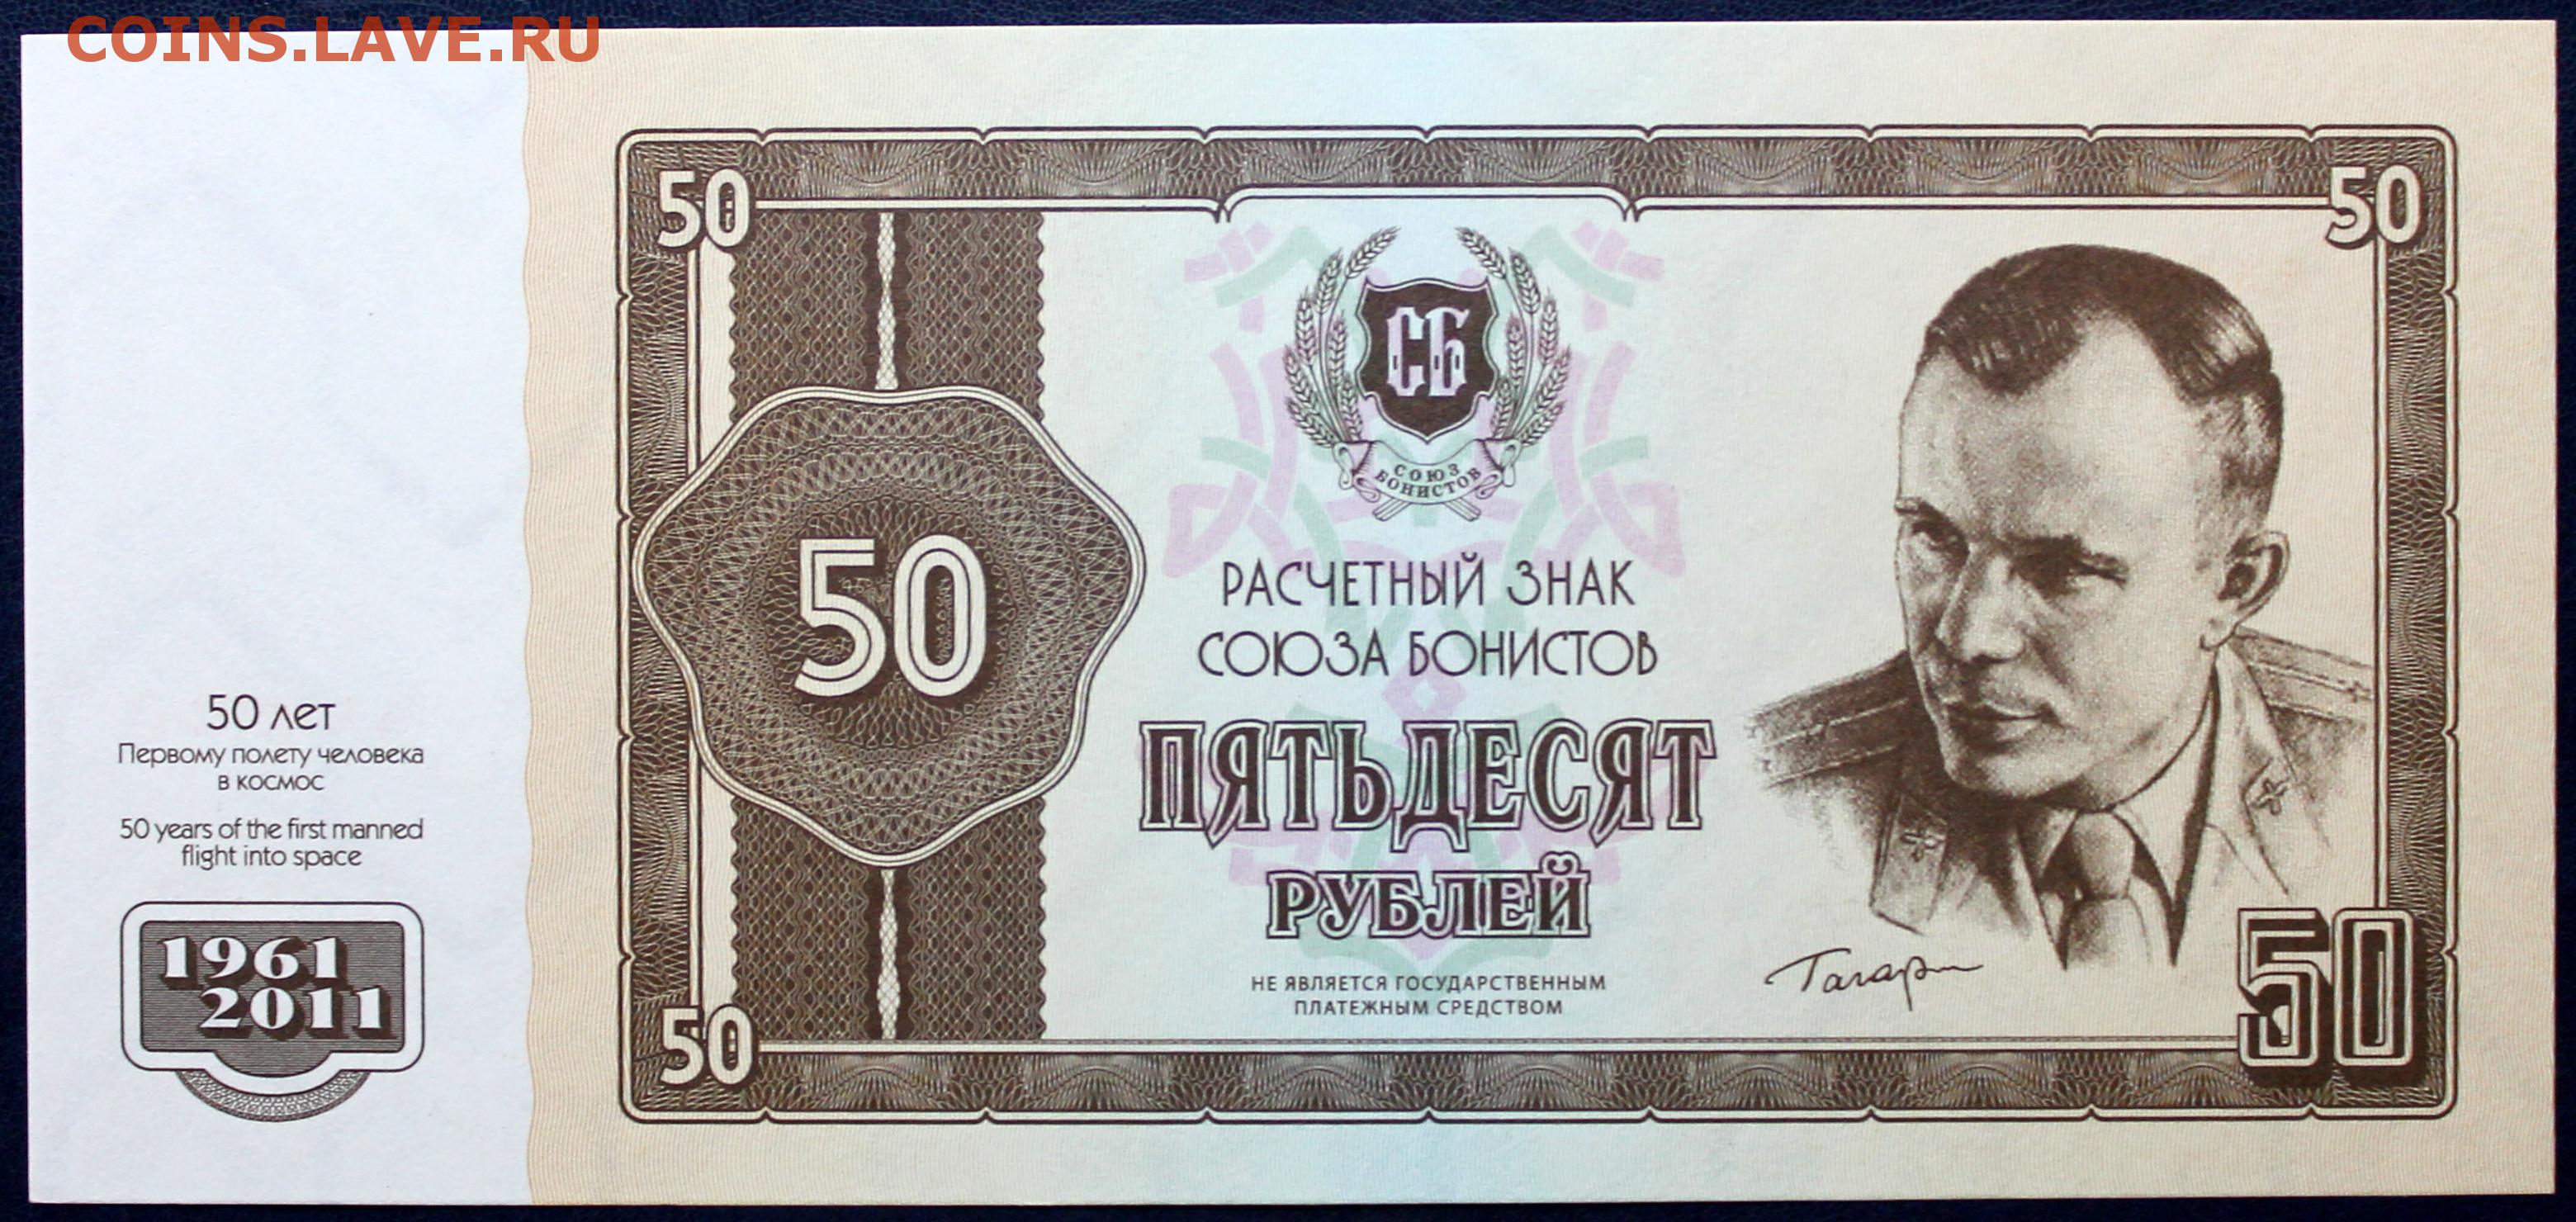 COINS.LAVE.RU
50
50
СБ
СОЮЗ
БОНИСТОВ
50
РАСЧЕТНЫЙ ЗНАК
СОЮЗА БОНИСТОВ
ПЯТЬДЕСЯТ
РУБЛЕЙ
НЕ ЯВЛЯЕТСЯ ГОСУДАРСТВЕННЫМ
ПЛАТЕЖНЫМ СРЕДСТВОМ
Гагарин
50
50
50 лет
Первому полету человека
в космос
50 years of the first manned
flight into space
1961
2011